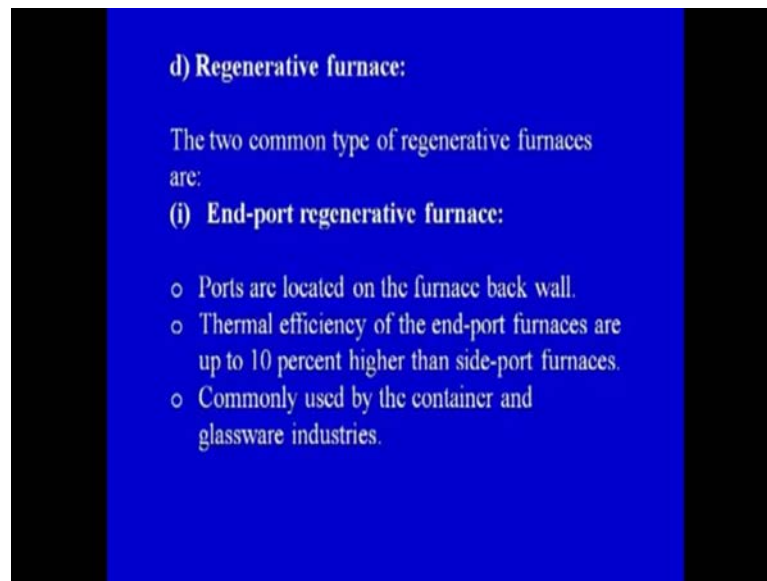 d) Regenerative furnace:
The two common type of regenerative furnaces
are:
(i) End-port regenerative furnace:
o Ports are located on the furnace back wall.
o Thermal efficiency of the end-port furnaces are
up to 10 percent higher than side-port furnaces.
o Commonly used by the container and
glassware industries.